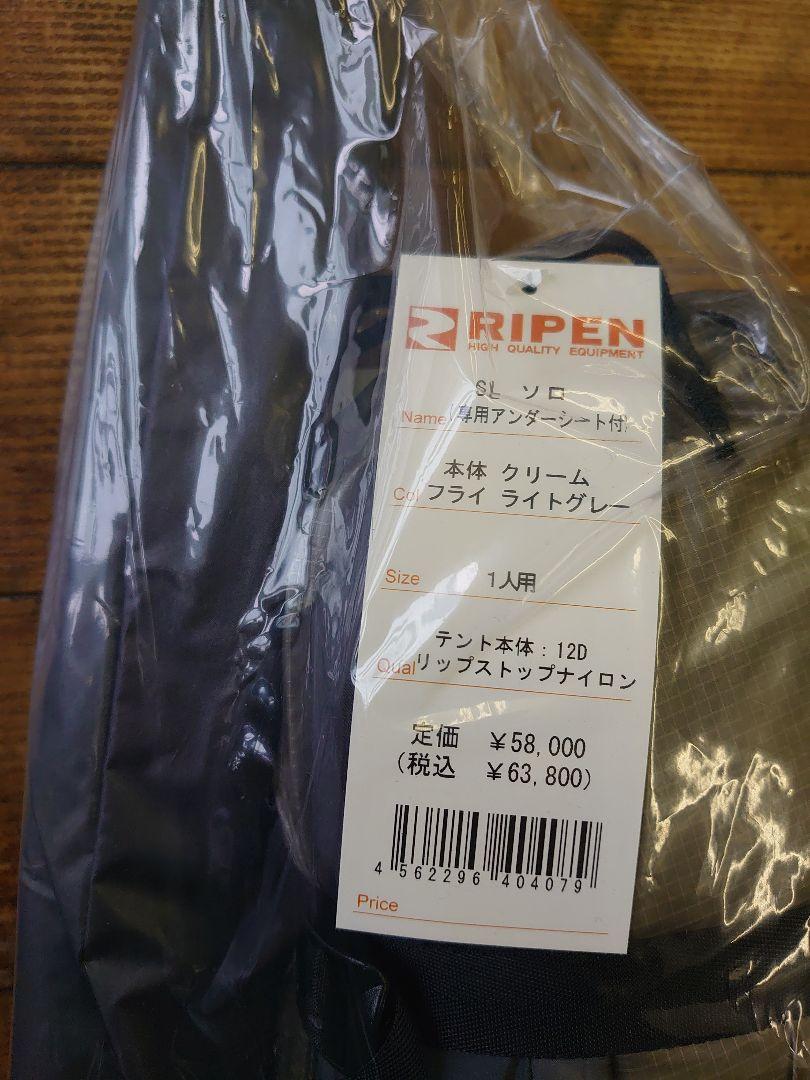 RIPEN
HIGH QUALITY EQUIPMENT
SL ソロ
Name (専用アンダーシート付)
本体 クリーム
Col フライ ライトグレー
Size 1人用
テント本体：12D
Qual リップストップナイロン
定価 ￥58,000
(税込 ￥63,800)
4 562296 404079
Price